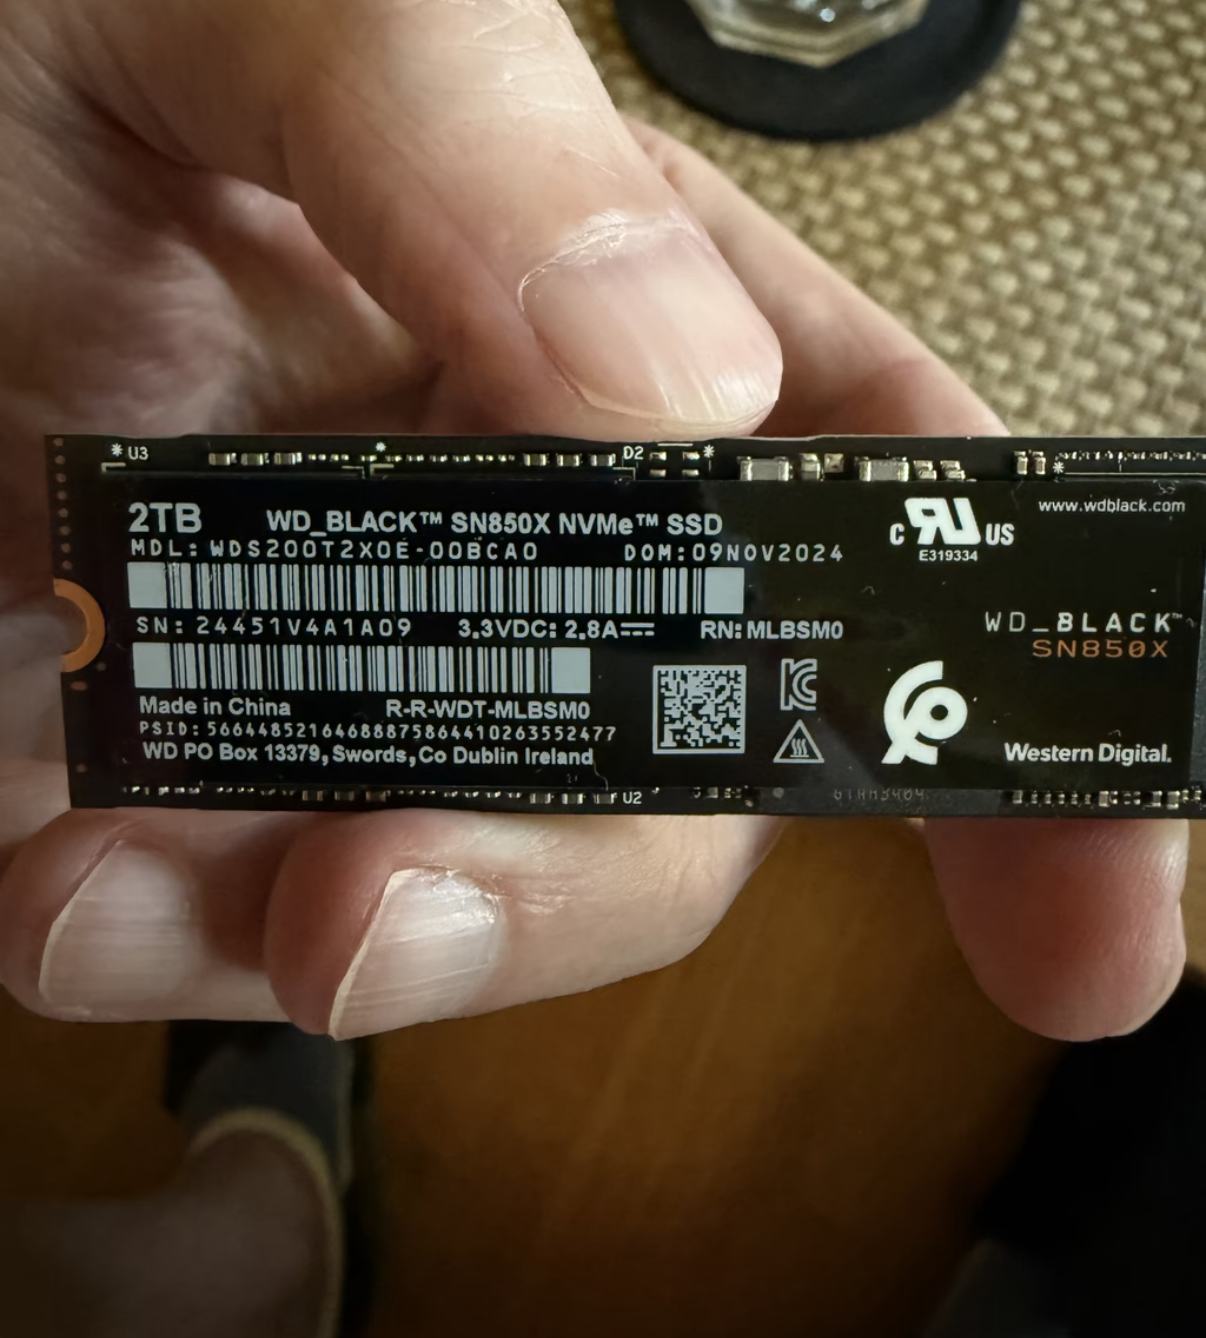 * U3
*
D2
*
*
2TB WD_BLACK™ SN850X NVMe™ SSD
MDL: WDS200T2X0E-00BCA0 DOM:09NOV2024
C RU US
E319334
www.wdblack.com
SN: 24451V4A1A09 3.3VDC: 2.8A RN: MLBSM0
WD_BLACK™
SN850X
Made in China R-R-WDT-MLBSM0
PSID: 56644852164688875864410263552477
WD PO Box 13379, Swords, Co Dublin Ireland
Western Digital.
U2
*